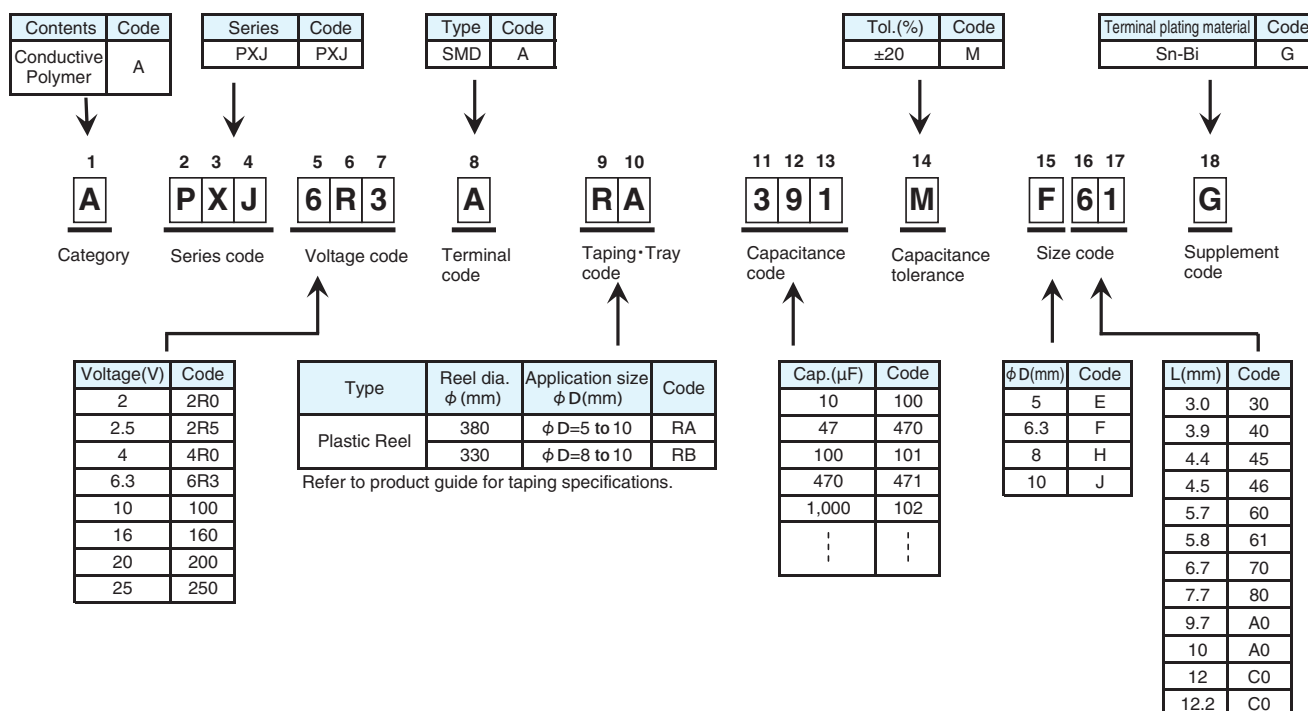 Contents Code
Conductive Polymer A
Series Code
PXJ PXJ
Type Code
SMD A
Tol.(%) Code
±20 M
Terminal plating material Code
Sn-Bi G
1 2 3 4 5 6 7 8 9 10 11 12 13 14 15 16 17 18
A P X J 6 R 3 A R A 3 9 1 M F 6 1 G
Category
Series code
Voltage code
Terminal
code
Taping・Tray
code
Capacitance
code
Capacitance
tolerance
Size code
Supplement
code
Voltage(V) Code
2 2R0
2.5 2R5
4 4R0
6.3 6R3
10 100
16 160
20 200
25 250
Type Reel dia. φ(mm) Application size φD(mm) Code
Plastic Reel 380 φD=5 to 10 RA
330 φD=8 to 10 RB
Refer to product guide for taping specifications.
Cap.(μF) Code
10 100
47 470
100 101
470 471
1,000 102
φD(mm) Code
5 E
6.3 F
8 H
10 J
L(mm) Code
3.0 30
3.9 40
4.4 45
4.5 46
5.7 60
5.8 61
6.7 70
7.7 80
9.7 A0
10 A0
12 C0
12.2 C0